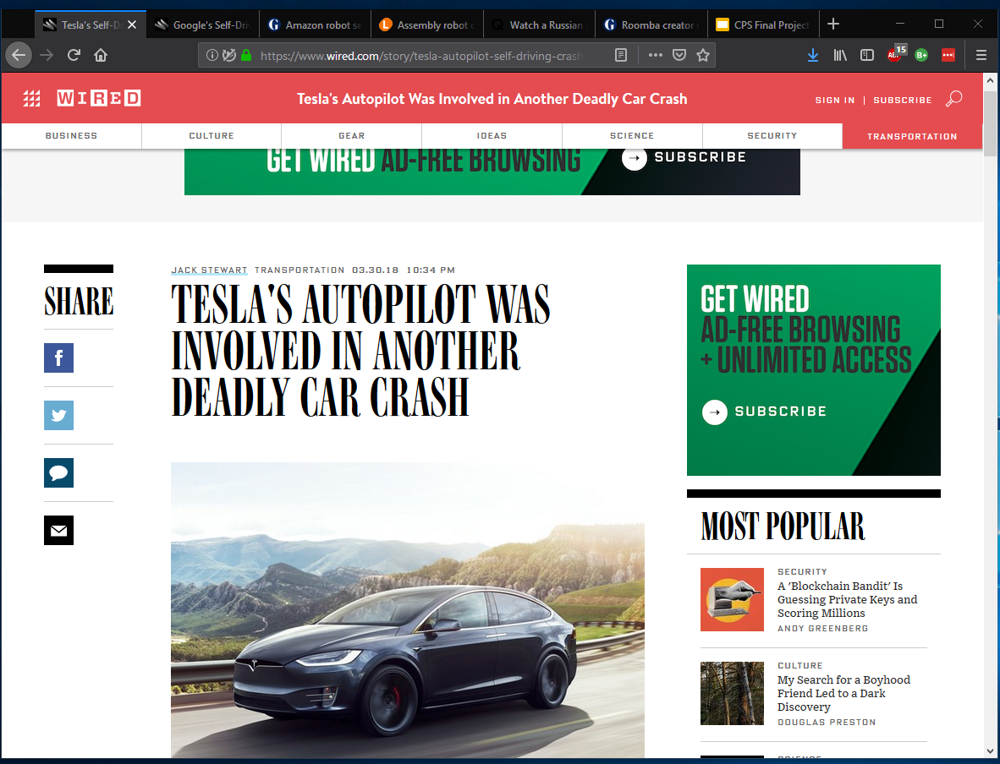 Tesla's Self-D
Google's Self-Dri
Amazon robot se
Assembly robot c
Watch a Russian
Roomba creator
CPS Final Project
https://www.wired.com/story/tesla-autopilot-self-driving-crash
ABP
15
B+
WIRED
Tesla's Autopilot Was Involved in Another Deadly Car Crash
SIGN IN | SUBSCRIBE
BUSINESS
CULTURE
GEAR
IDEAS
SCIENCE
SECURITY
TRANSPORTATION
GET WIRED AD-FREE BROWSING
SUBSCRIBE
SHARE
JACK STEWART TRANSPORTATION 03.30.18 10:34 PM
TESLA'S AUTOPILOT WAS
INVOLVED IN ANOTHER
DEADLY CAR CRASH
GET WIRED
AD-FREE BROWSING
+ UNLIMITED ACCESS
SUBSCRIBE
MOST POPULAR
SECURITY
A 'Blockchain Bandit' Is
Guessing Private Keys and
Scoring Millions
ANDY GREENBERG
CULTURE
My Search for a Boyhood
Friend Led to a Dark
Discovery
DOUGLAS PRESTON
SCIENCE